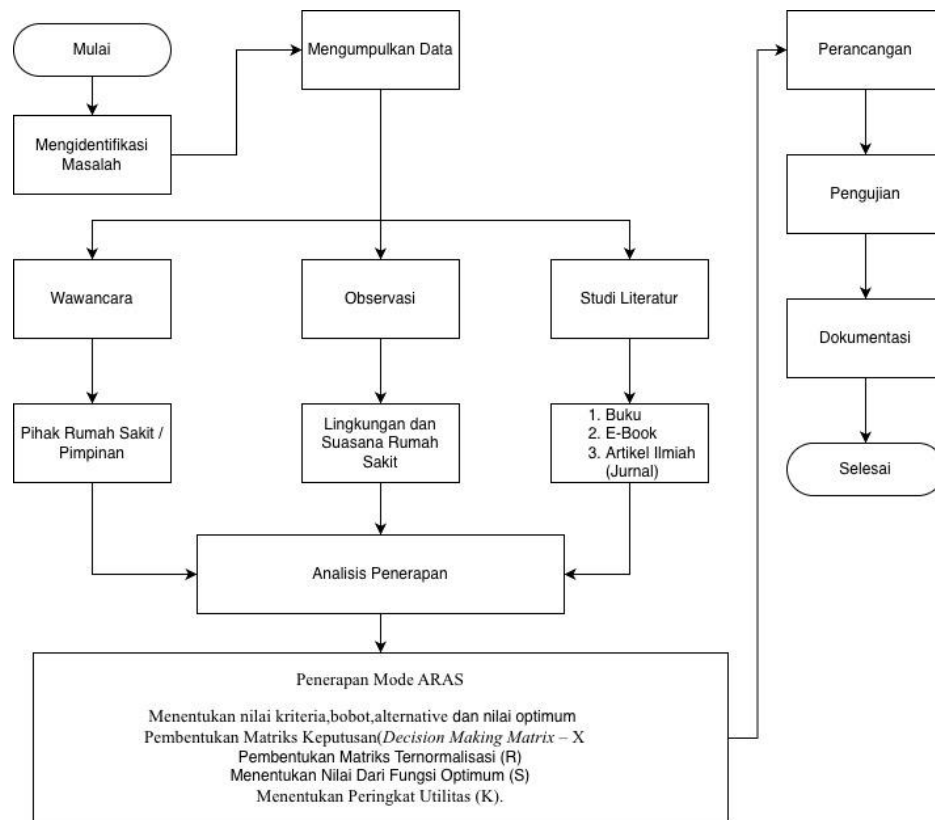 Mulai
Mengumpulkan Data
Perancangan
Mengidentifikasi
Masalah
Pengujian
Wawancara
Observasi
Studi Literatur
Dokumentasi
Pihak Rumah Sakit /
Pimpinan
Lingkungan dan
Suasana Rumah
Sakit
1. Buku
2. E-Book
3. Artikel Ilmiah
(Jurnal)
Selesai
Analisis Penerapan
Penerapan Mode ARAS
Menentukan nilai kriteria,bobot,alternative dan nilai optimum
Pembentukan Matriks Keputusan(Decision Making Matrix – X
Pembentukan Matriks Ternormalisasi (R)
Menentukan Nilai Dari Fungsi Optimum (S)
Menentukan Peringkat Utilitas (K).